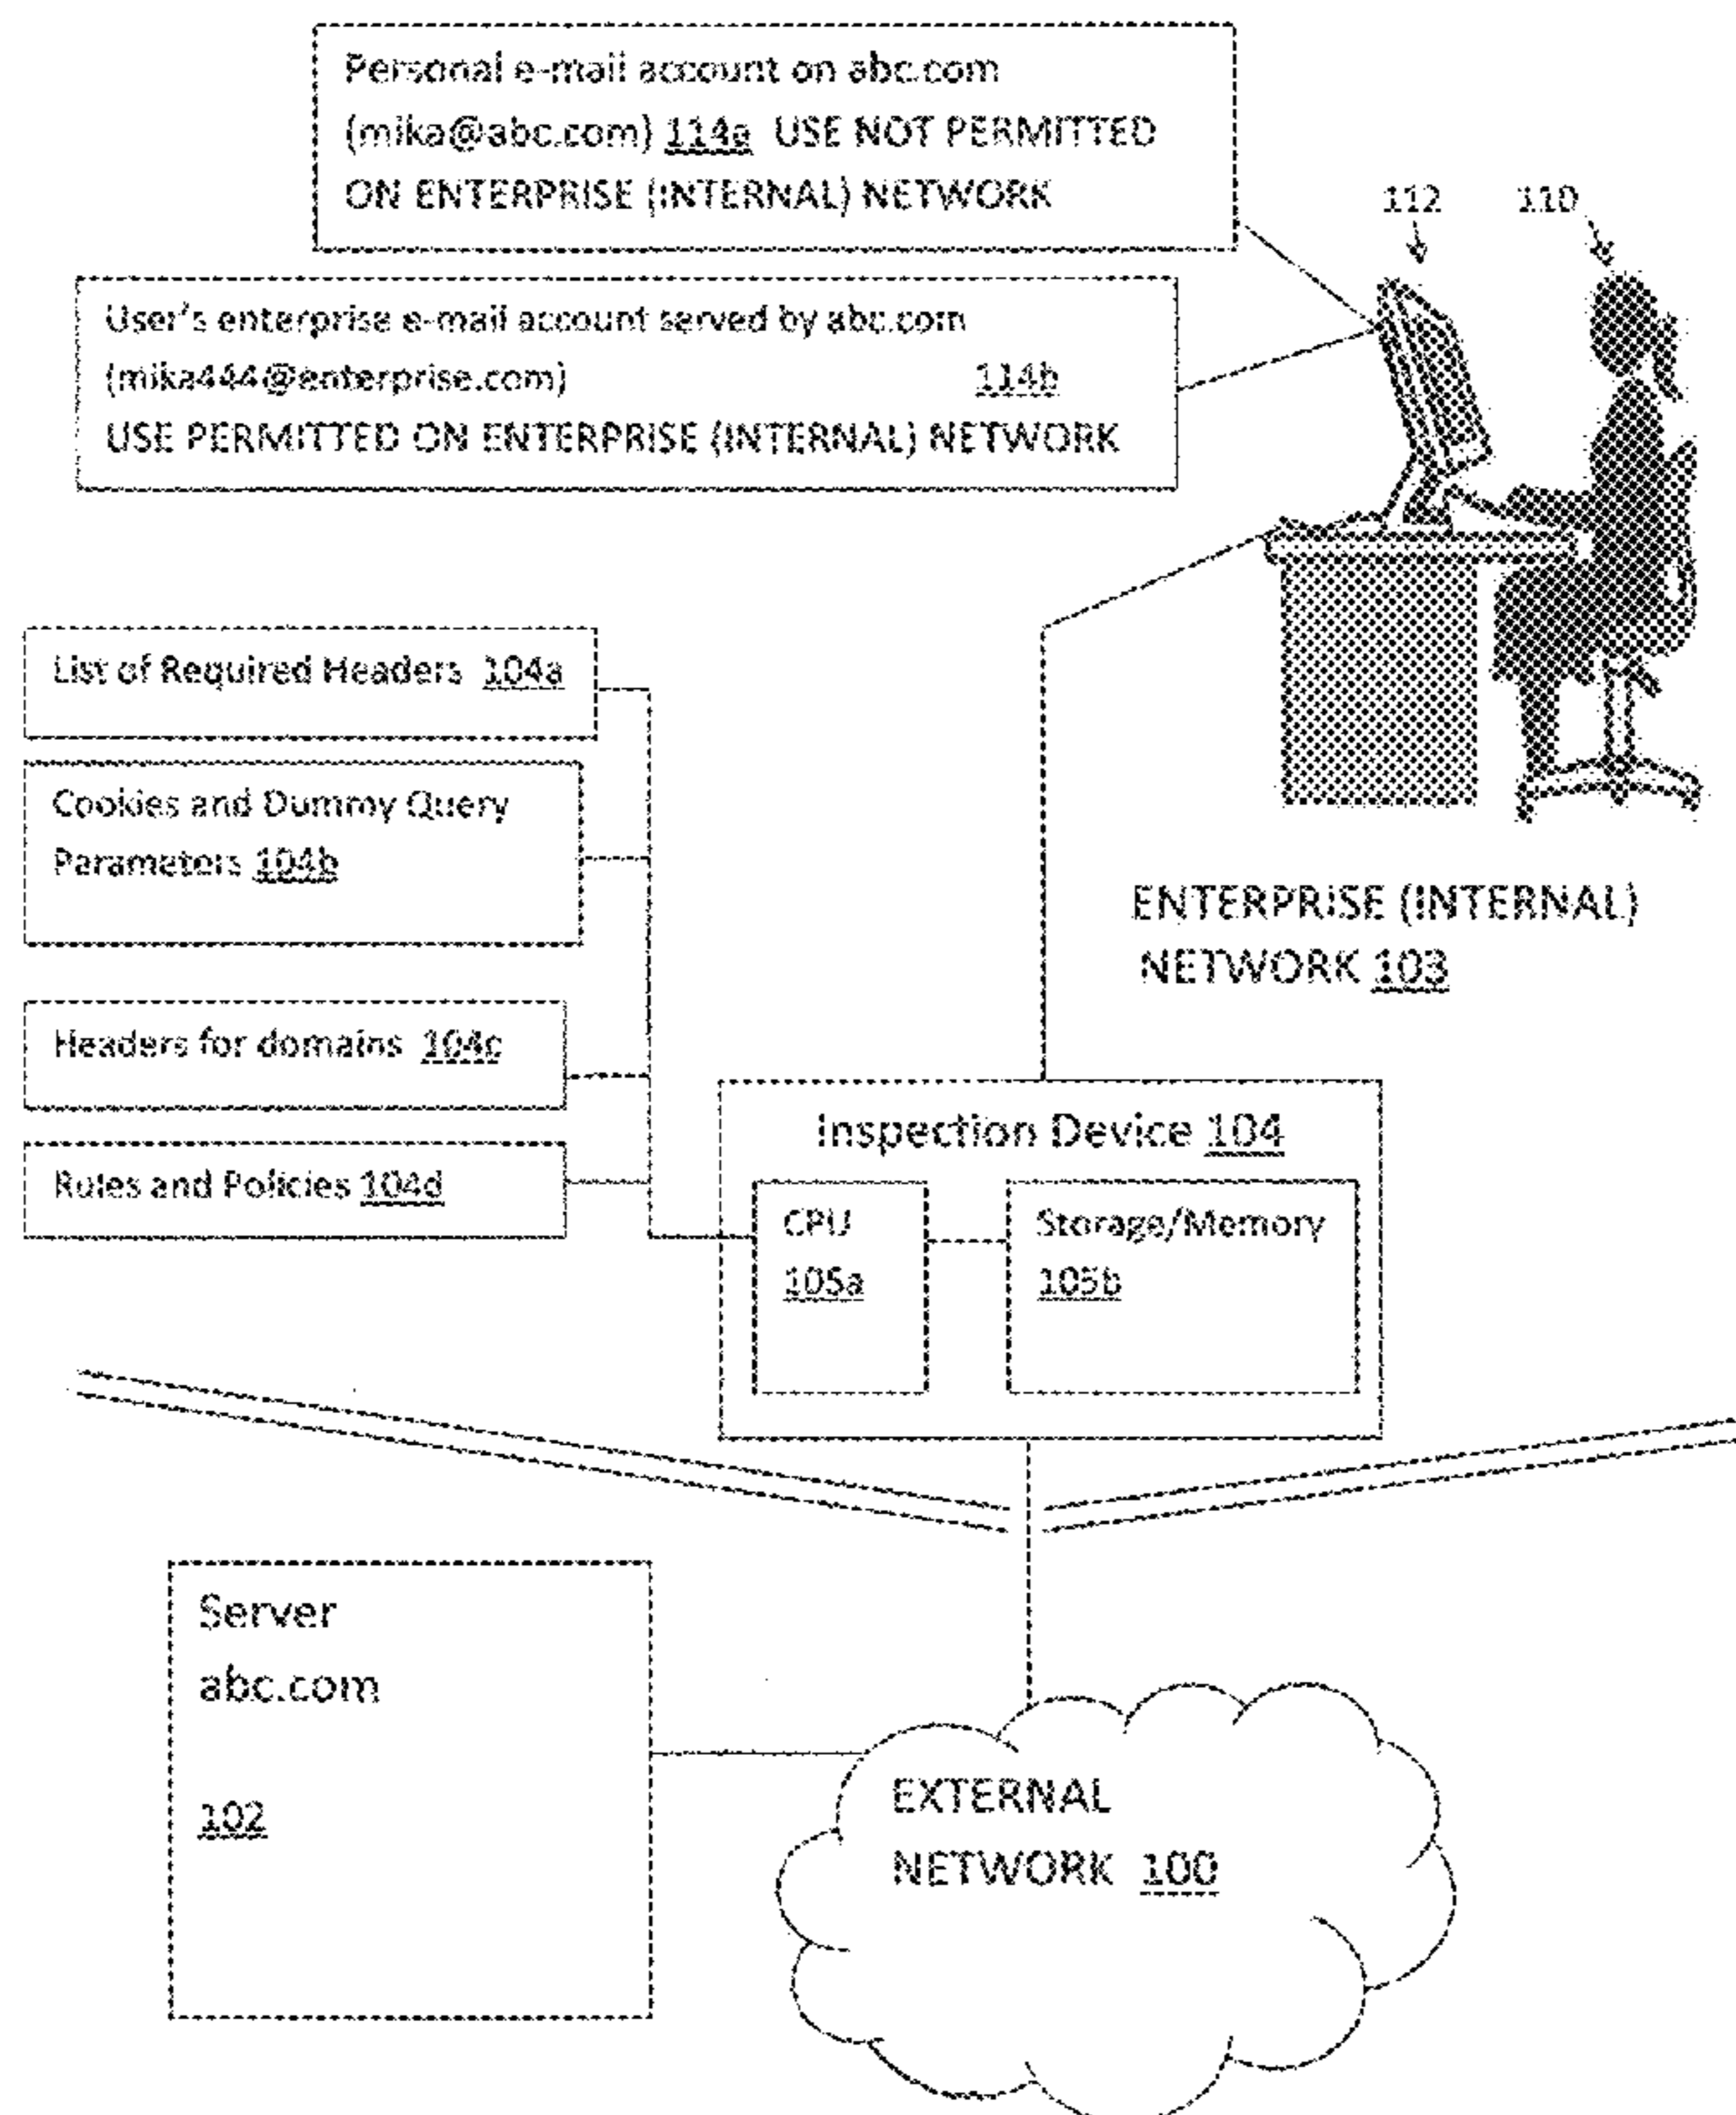 Personal e-mail account on abc.com
(mika@abc.com) 114a USE NOT PERMITTED
ON ENTERPRISE (INTERNAL) NETWORK
112 110
User's enterprise e-mail account served by abc.com
(mika444@enterprise.com) 114b
USE PERMITTED ON ENTERPRISE (INTERNAL) NETWORK
List of Required Headers 104a
Cookies and Dummy Query
Parameters 104b
ENTERPRISE (INTERNAL)
NETWORK 103
Headers for domains 104c
Rules and Policies 104d
Inspection Device 104
CPU
105a
Storage/Memory
105b
Server
abc.com
102
EXTERNAL
NETWORK 100